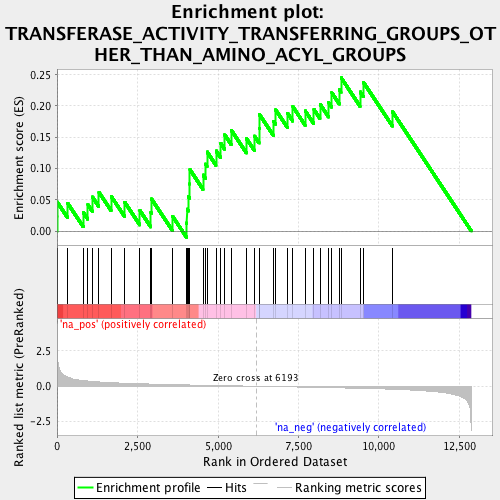 Enrichment plot:
TRANSFERASE_ACTIVITY_TRANSFERRING_GROUPS_OT
HER_THAN_AMINO_ACYL_GROUPS
Enrichment score (ES)
0.25
0.20
0.15
0.10
0.05
0.00
'na_pos' (positively correlated)
Ranked list metric (PreRanked)
2.5
0.0
-2.5
Zero cross at 6193
'na_neg' (negatively correlated)
0
2,500
5,000
7,500
10,000
12,500
Rank in Ordered Dataset
Enrichment profile
Hits
Ranking metric scores